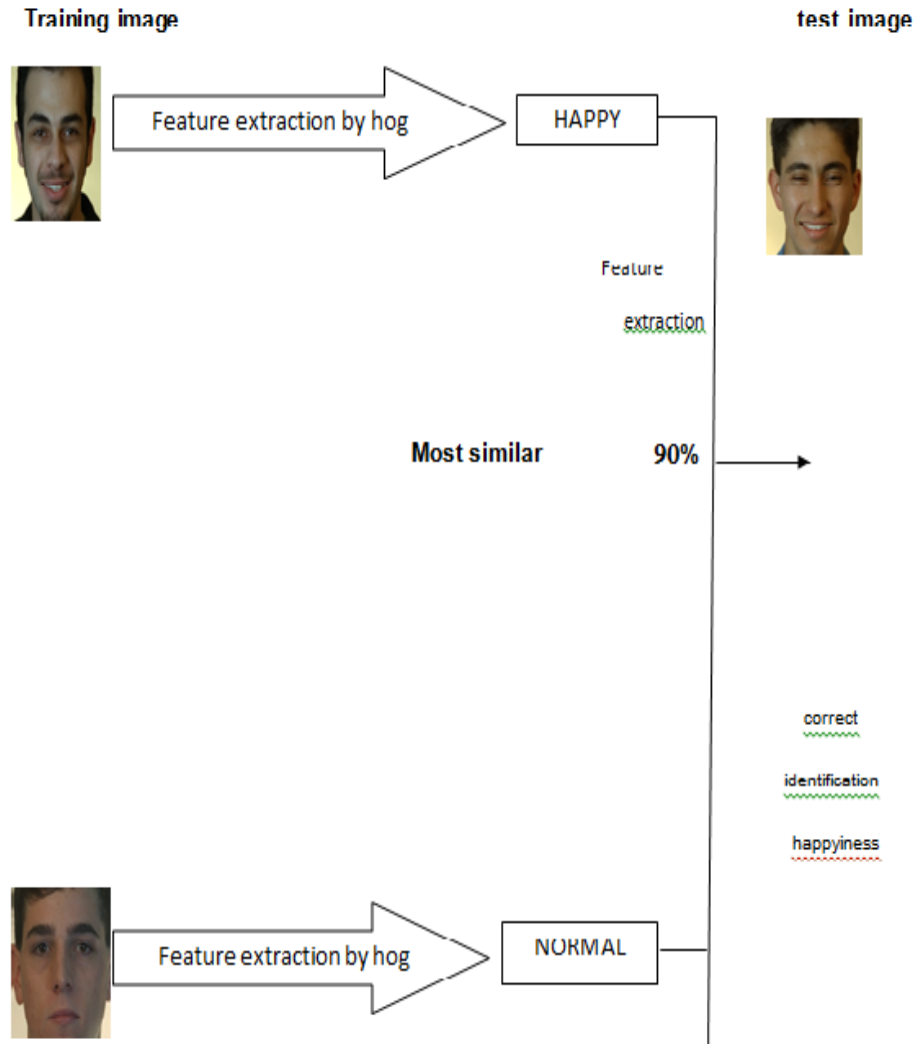 Training image
test image
Feature extraction by hog
HAPPY
Feature
extraction
Most similar
90%
correct
identification
happyiness
Feature extraction by hog
NORMAL